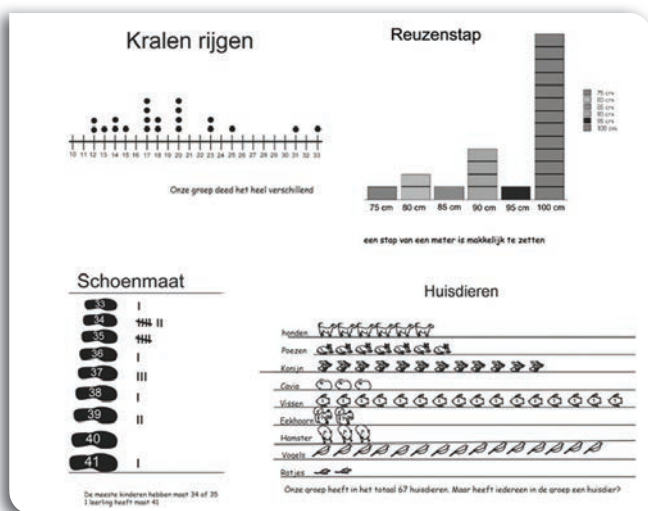 Kralen rijgen
10 11 12 13 14 15 16 17 18 19 20 21 22 23 24 25 26 27 28 29 30 31 32 33
Onze groep deed het heel verschillend
Reuzenstap
75 cm
80 cm
85 cm
90 cm
95 cm
100 cm
75 cm 80 cm 85 cm 90 cm 95 cm 100 cm
een stap van een meter is makkelijk te zetten
Schoenmaat
33
34
35
36
37
38
39
40
41
De meeste kinderen hebben maat 34 of 35
1 leerling heeft maat 41
Huisdieren
honden
Poezen
Konijn
Cavia
Vissen
Eekhoorn
Hamster
Vogels
Ratjes
Onze groep heeft in het totaal 67 huisdieren. Maar heeft iedereen in de groep een huisdier?